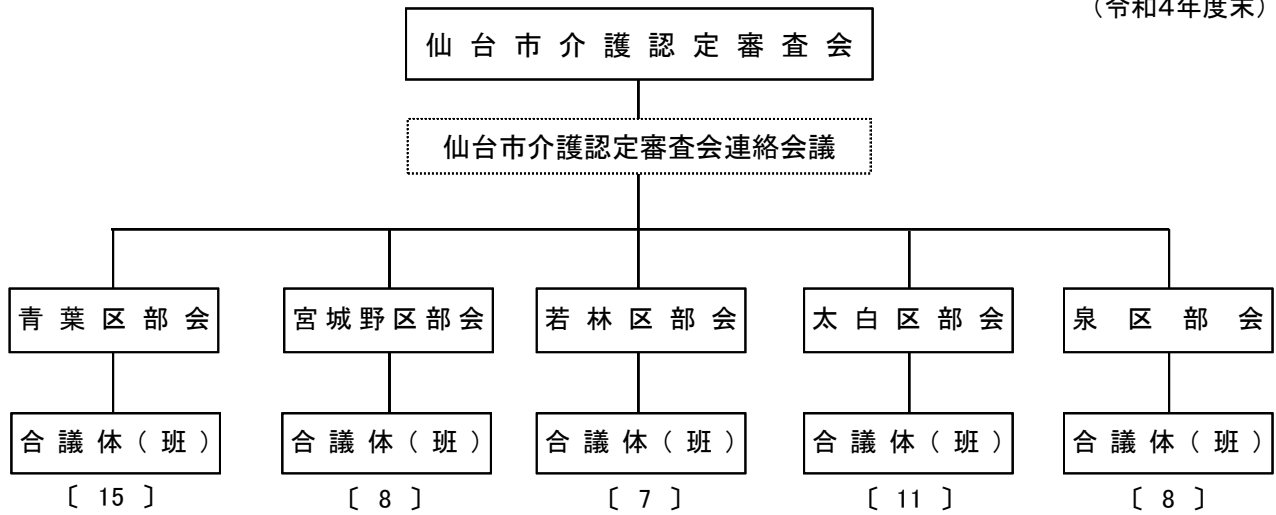 （令和4年度末）
仙台市介護認定審査会
仙台市介護認定審査会連絡会議
青葉区部会
宮城野区部会
若林区部会
太白区部会
泉区部会
合議体（班）
合議体（班）
合議体（班）
合議体（班）
合議体（班）
〔 15 〕
〔 8 〕
〔 7 〕
〔 11 〕
〔 8 〕